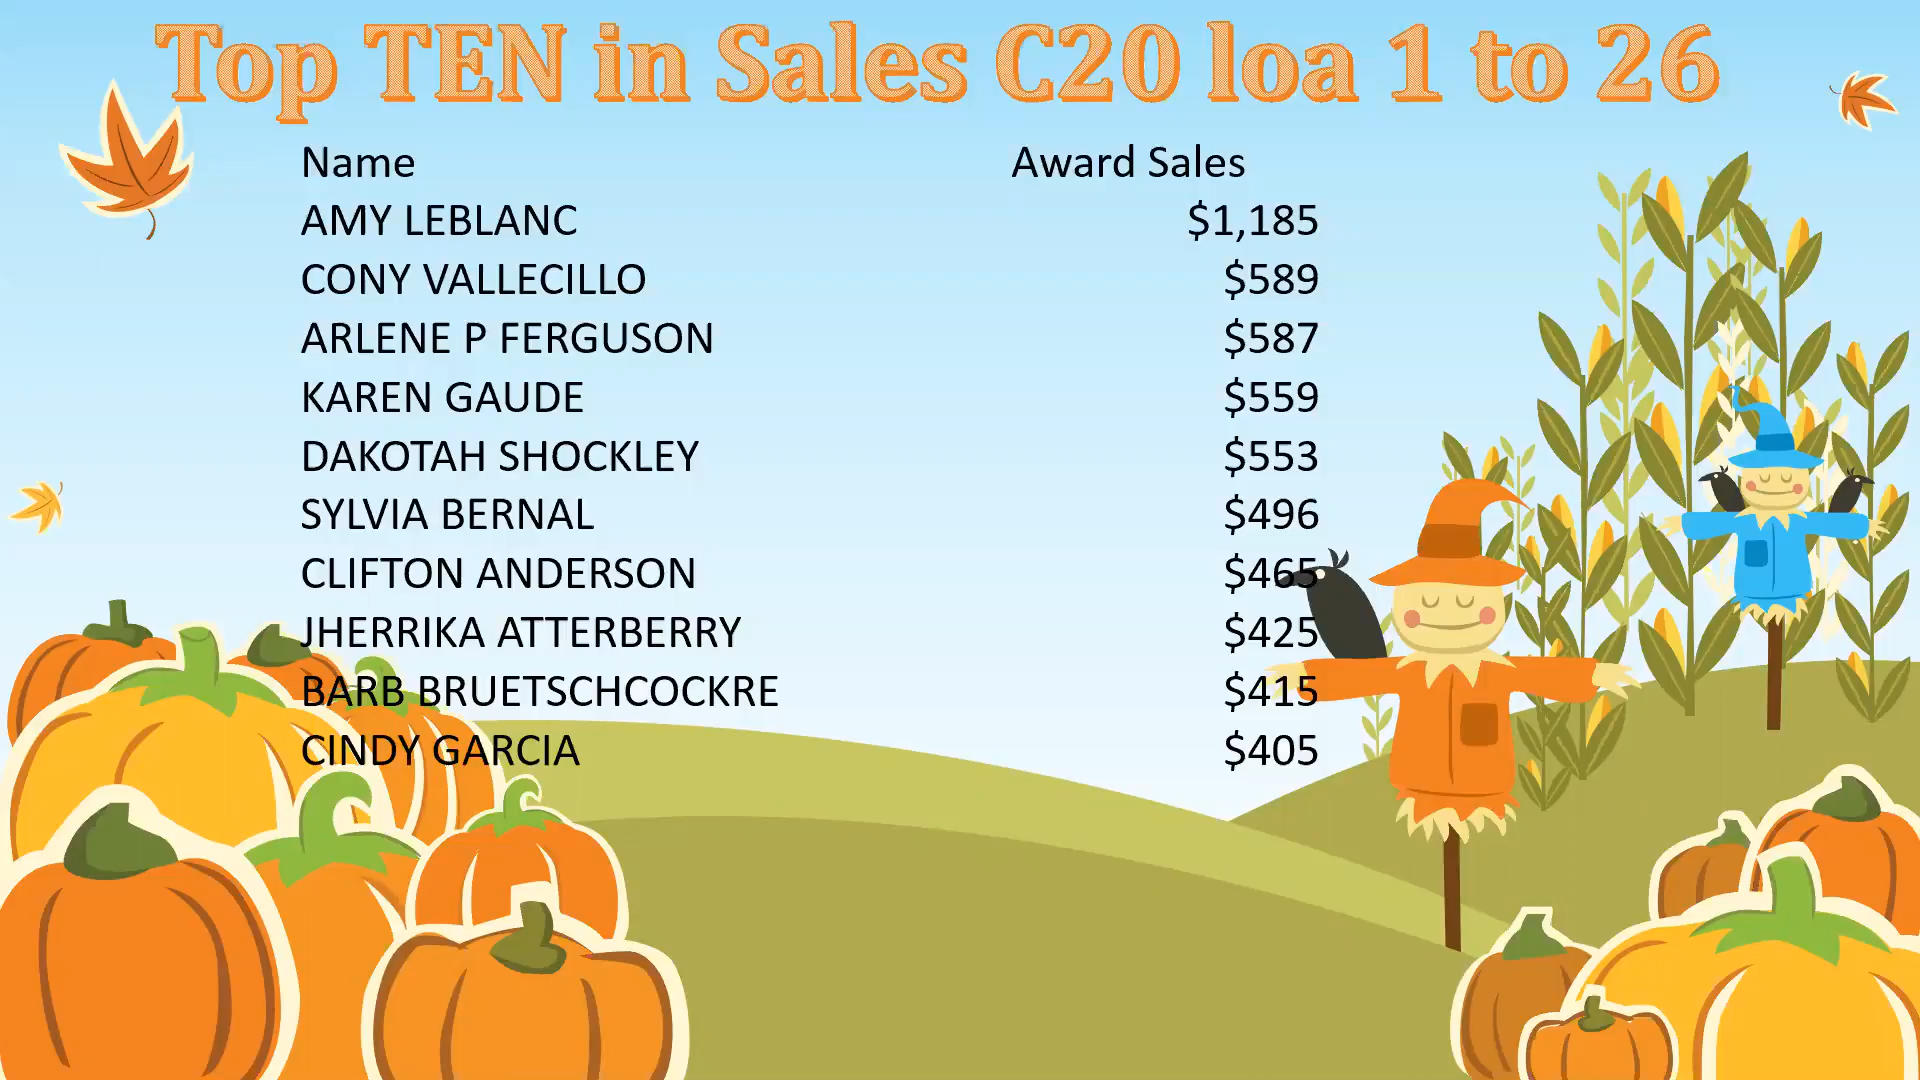 Top TEN in Sales C20 loa 1 to 26
Name Award Sales
AMY LEBLANC $1,185
CONY VALLECILLO $589
ARLENE P FERGUSON $587
KAREN GAUDE $559
DAKOTAH SHOCKLEY $553
SYLVIA BERNAL $496
CLIFTON ANDERSON $465
JHERRIKA ATTERBERRY $425
BARB BRUETSCHCOCKRE $415
CINDY GARCIA $405